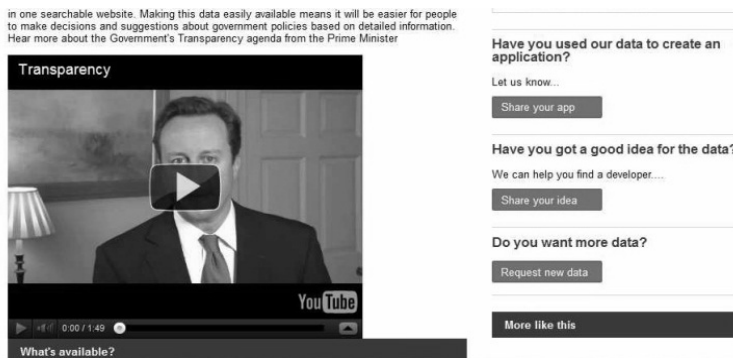 in one searchable website. Making this data easily available means it will be easier for people
to make decisions and suggestions about government policies based on detailed information.
Hear more about the Government's Transparency agenda from the Prime Minister
Transparency
YouTube
0:00 / 1:49
What's available?
Have you used our data to create an
application?
Let us know...
Share your app
Have you got a good idea for the data?
We can help you find a developer....
Share your idea
Do you want more data?
Request new data
More like this